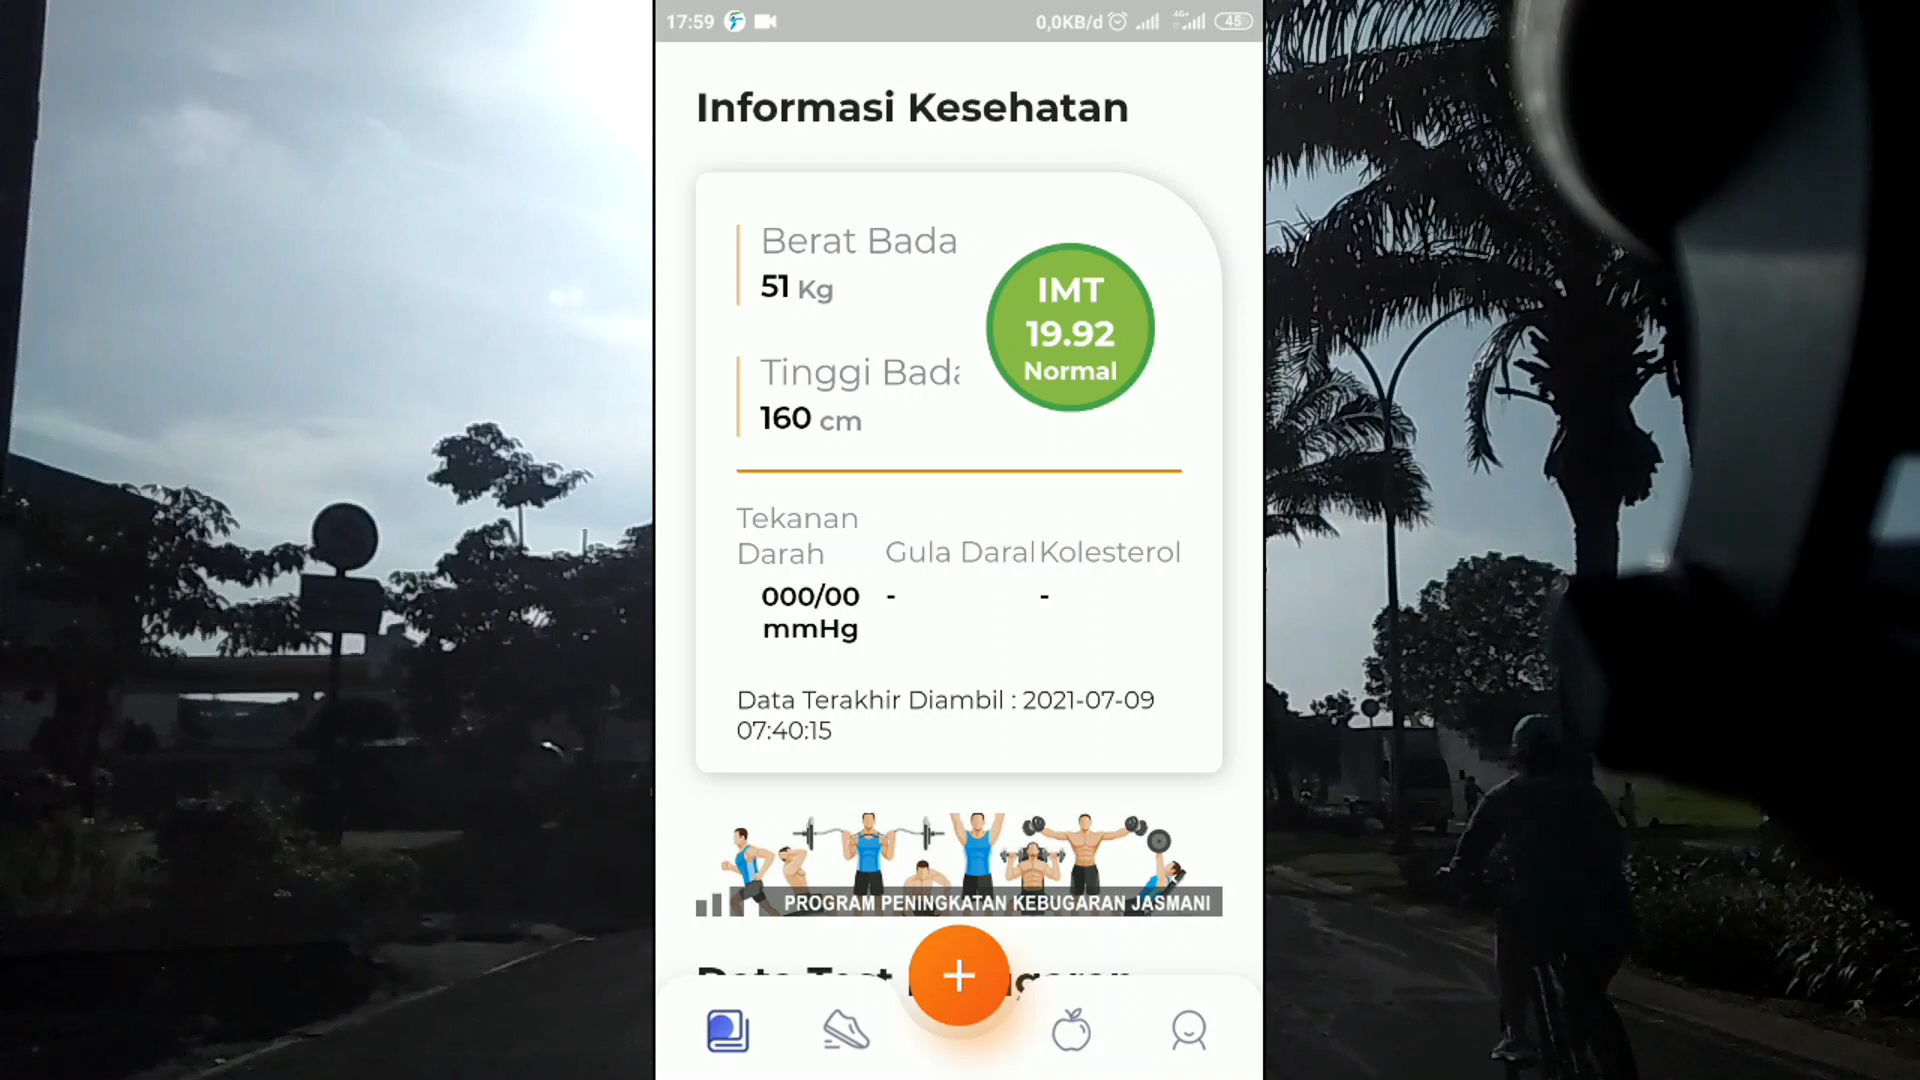 17:59
0,0KB/d
4G+
45
Informasi Kesehatan
Berat Bada
51 Kg
IMT
19.92
Normal
Tinggi Bada
160 cm
Tekanan
Darah
Gula Daral
Kolesterol
000/00
mmHg
-
-
Data Terakhir Diambil : 2021-07-09
07:40:15
PROGRAM PENINGKATAN KEBUGARAN JASMANI
+